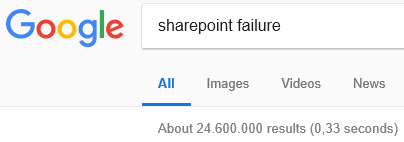 Google
sharepoint failure
All Images Videos News
About 24.600.000 results (0,33 seconds)